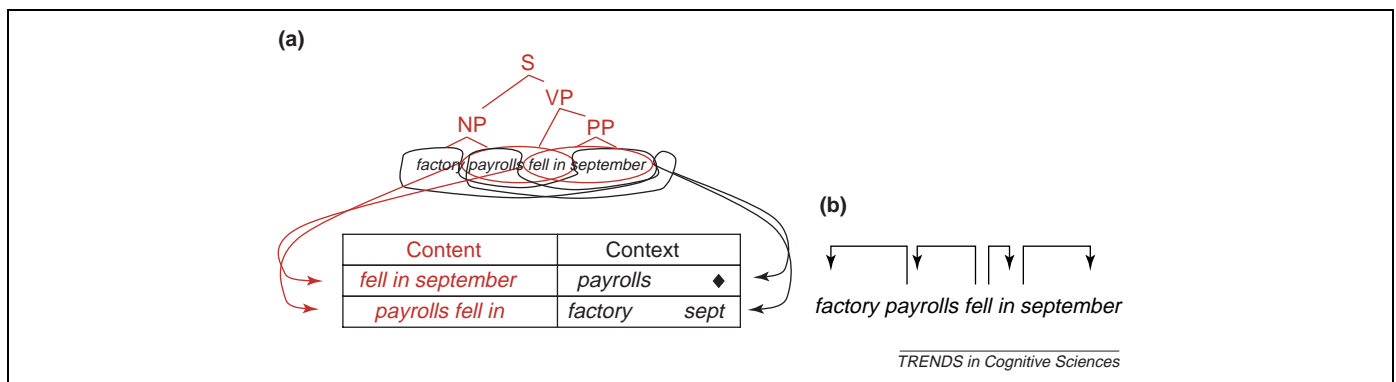 (a)
S
VP
NP
PP
factory payrolls fell in september
Content Context
fell in september payrolls ♦
payrolls fell in factory sept
(b)
factory payrolls fell in september
TRENDS in Cognitive Sciences